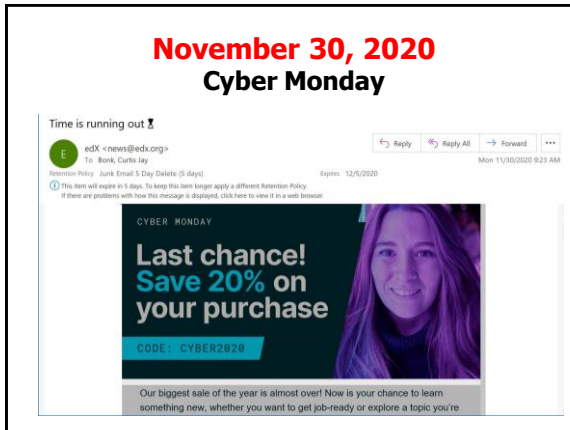 November 30, 2020
Cyber Monday
Time is running out ⌛
E
edX <news@edx.org>
To Bonk, Curtis Jay
Reply
Reply All
Forward
...
Mon 11/30/2020 9:23 AM
Retention Policy Junk Email 5 Day Delete (5 days)
Expires 12/5/2020
This item will expire in 5 days. To keep this item longer apply a different Retention Policy.
If there are problems with how this message is displayed, click here to view it in a web browser.
CYBER MONDAY
Last chance!
Save 20% on
your purchase
CODE: CYBER2020
Our biggest sale of the year is almost over! Now is your chance to learn
something new, whether you want to get job-ready or explore a topic you're